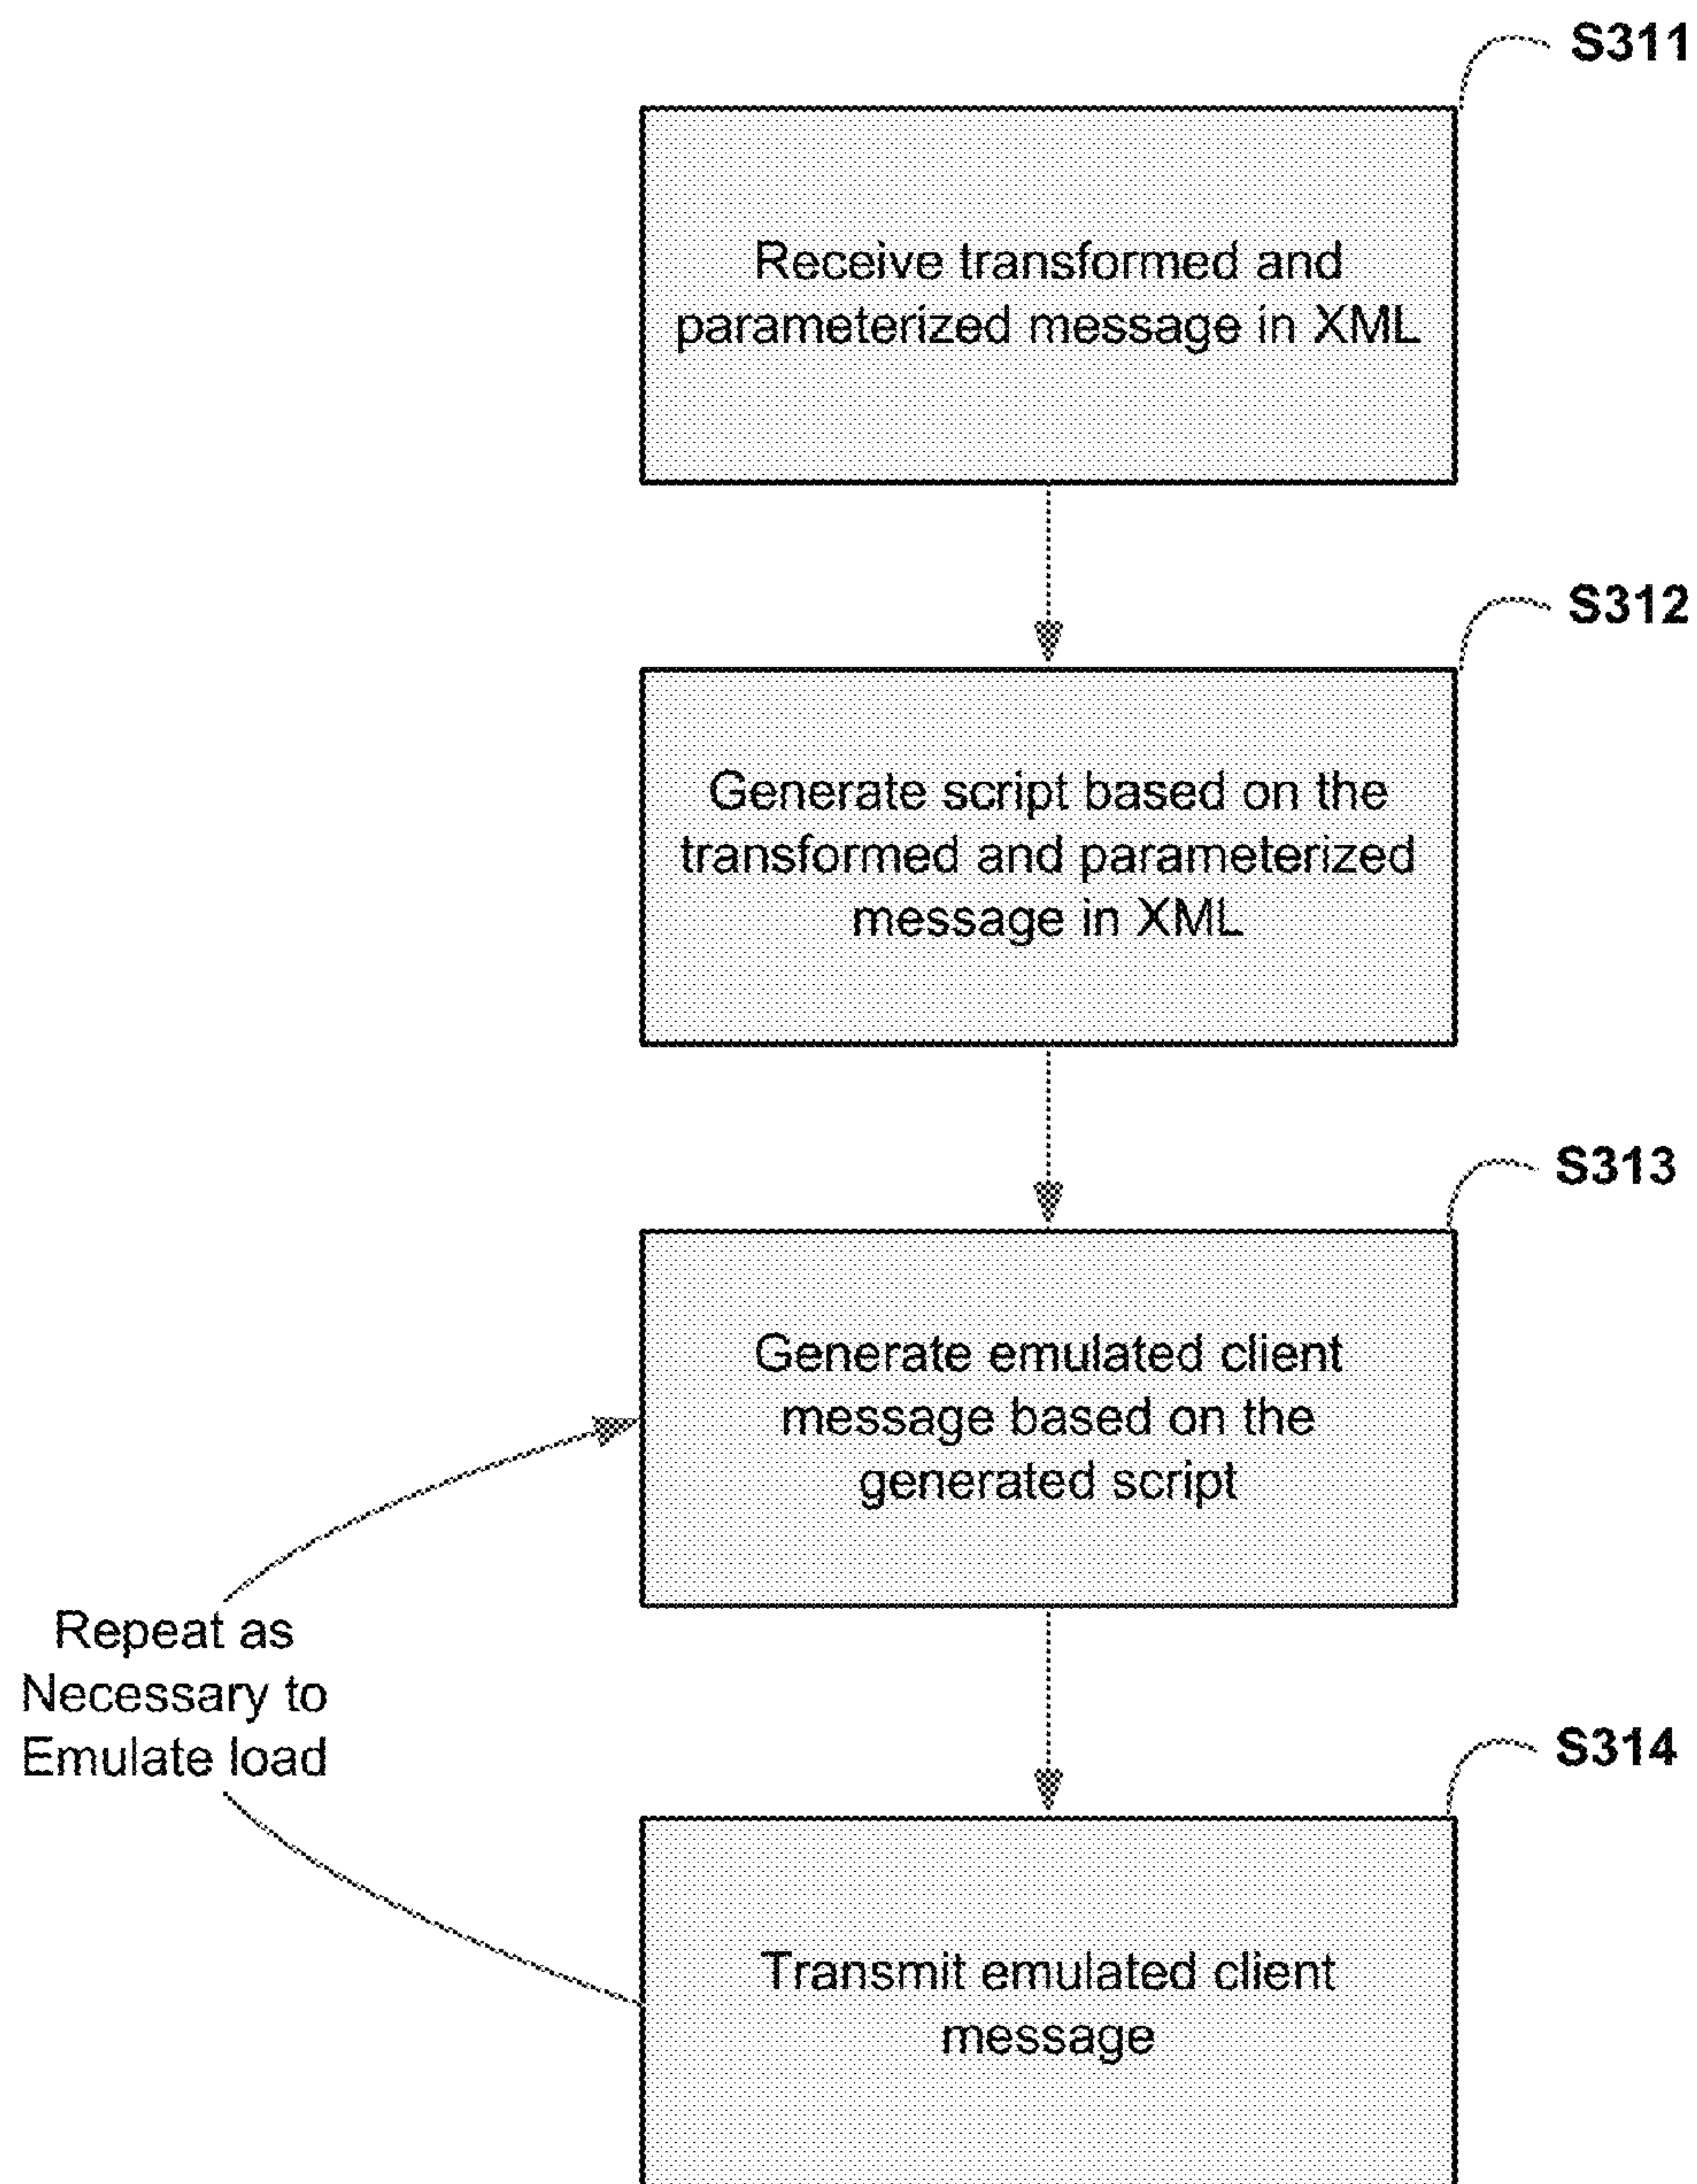 S311
Receive transformed and
parameterized message in XML
S312
Generate script based on the
transformed and parameterized
message in XML
S313
Generate emulated client
message based on the
generated script
Repeat as
Necessary to
Emulate load
S314
Transmit emulated client
message